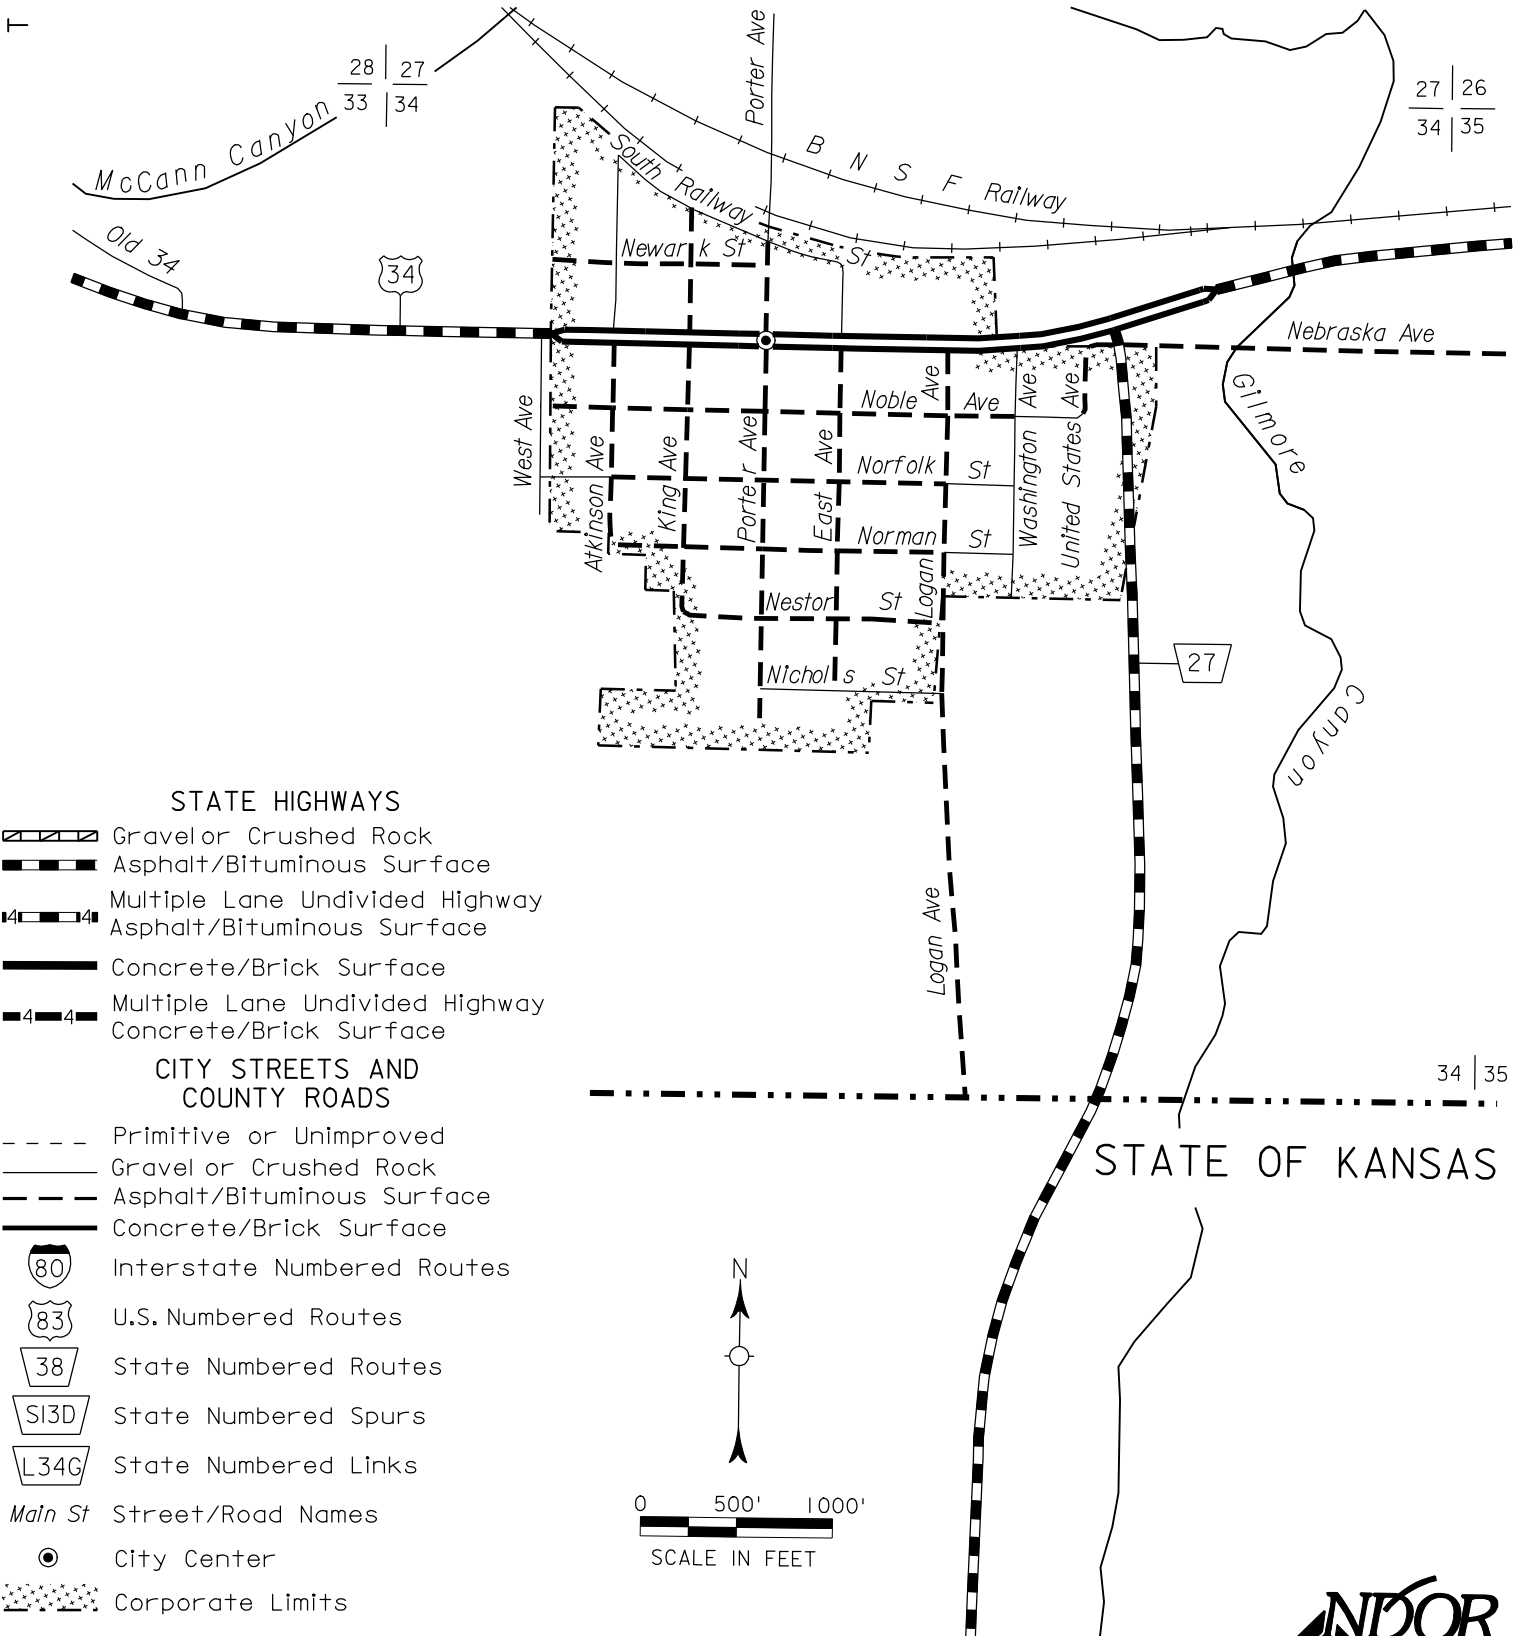 T
28 27
33 34
Porter Ave
27 26
34 35
McCann Canyon
BNSF Railway
South Railway St
Old 34
34
Newark St
Nebraska Ave
West Ave
Atkinson Ave
King Ave
Porter Ave
East Ave
Logan Ave
Washington Ave
United States Ave
Noble Ave
Norfolk St
Norman St
Nestor St
Nichols St
Gilmore Canyon
27
Logan Ave
34 35
STATE OF KANSAS
STATE HIGHWAYS
Gravel or Crushed Rock
Asphalt/Bituminous Surface
4 4 Multiple Lane Undivided Highway
Asphalt/Bituminous Surface
Concrete/Brick Surface
4 4 Multiple Lane Undivided Highway
Concrete/Brick Surface
CITY STREETS AND
COUNTY ROADS
Primitive or Unimproved
Gravel or Crushed Rock
Asphalt/Bituminous Surface
Concrete/Brick Surface
80 Interstate Numbered Routes
83 U.S. Numbered Routes
38 State Numbered Routes
S13D State Numbered Spurs
L34G State Numbered Links
Main St Street/Road Names
City Center
Corporate Limits
N
0 500' 1000'
SCALE IN FEET
NDOR